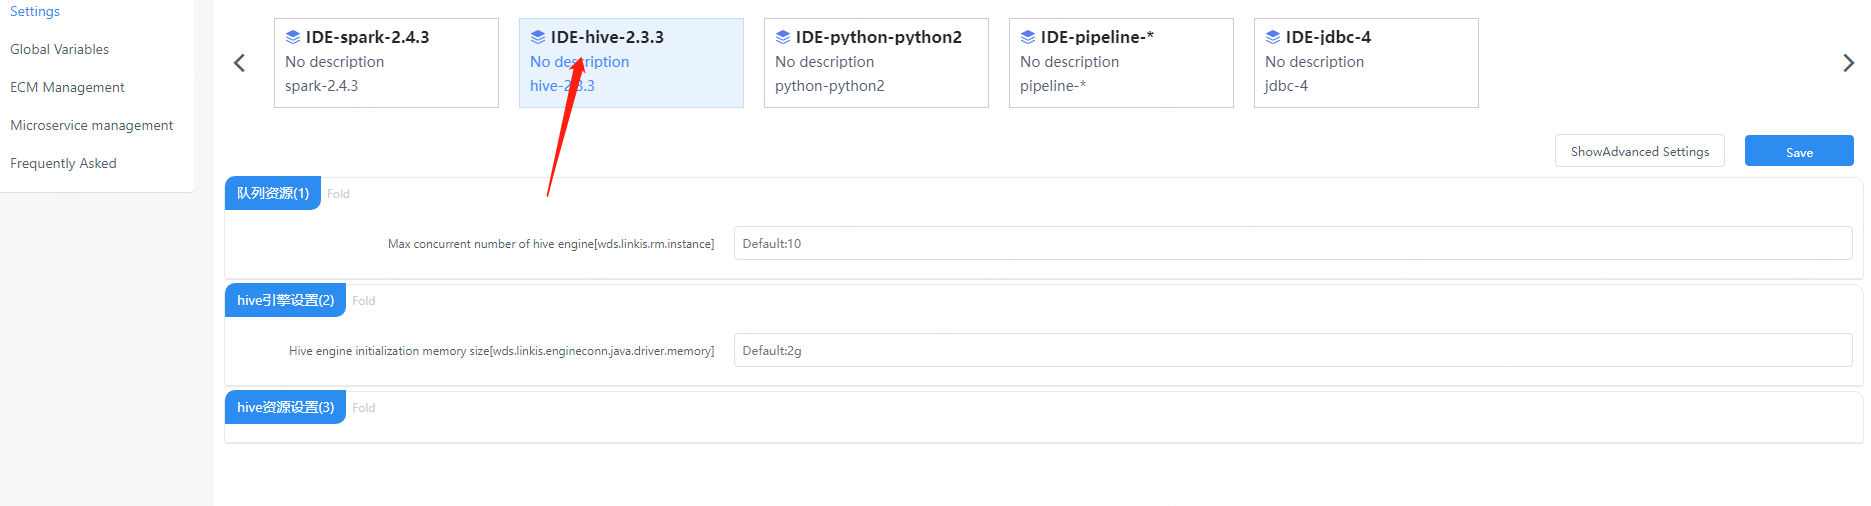 Settings
Global Variables
ECM Management
Microservice management
Frequently Asked
IDE-spark-2.4.3
No description
spark-2.4.3
IDE-hive-2.3.3
No description
hive-2.3.3
IDE-python-python2
No description
python-python2
IDE-pipeline-*
No description
pipeline-*
IDE-jdbc-4
No description
jdbc-4
ShowAdvanced Settings
Save
队列资源(1) Fold
Max concurrent number of hive engine[wds.linkis.rm.instance] Default:10
hive引擎设置(2) Fold
Hive engine initialization memory size[wds.linkis.engineconn.java.driver.memory] Default:2g
hive资源设置(3) Fold